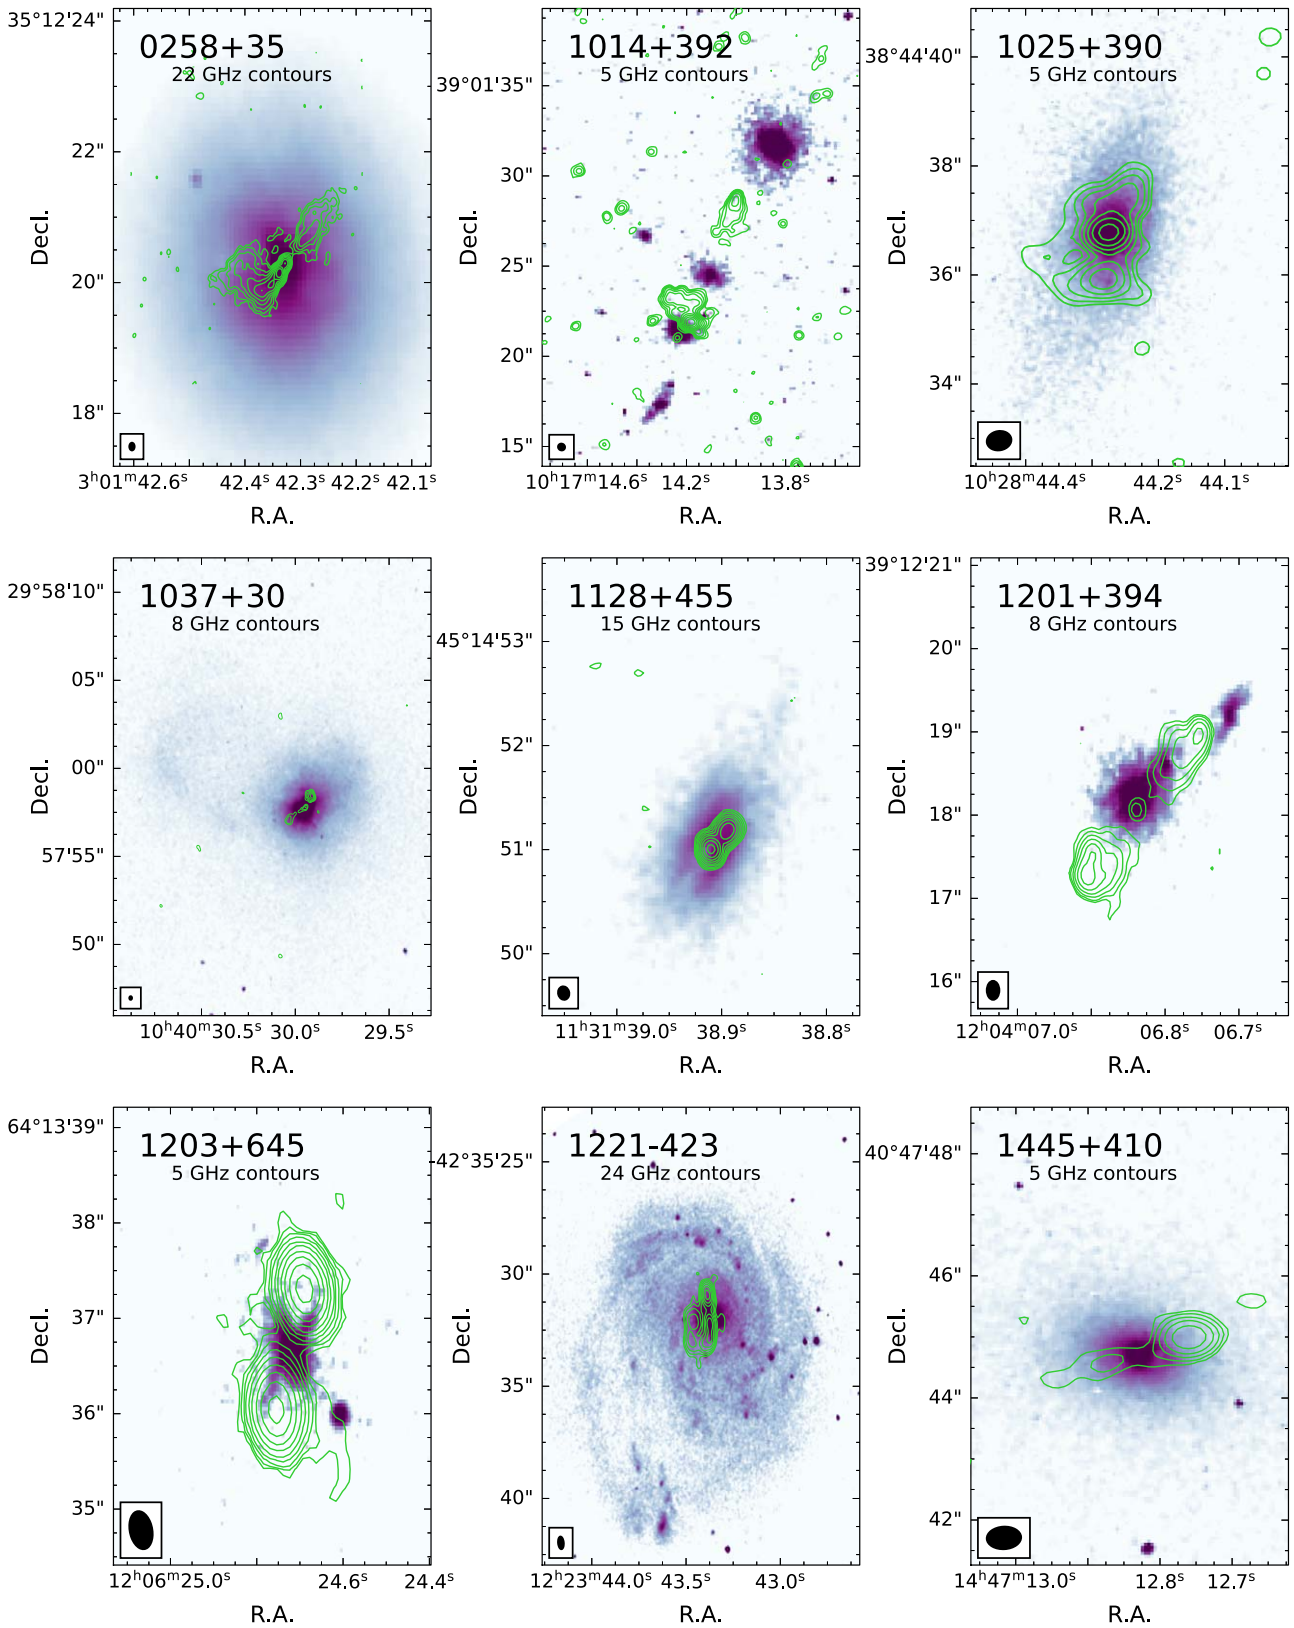 35°12'24"
0258+35
22 GHz contours
22"
20"
18"
Decl.
3ʰ01ᵐ42.6ˢ 42.4ˢ 42.3ˢ 42.2ˢ 42.1ˢ
R.A.
39°01'35"
1014+392
5 GHz contours
30"
25"
20"
15"
Decl.
10ʰ17ᵐ14.6ˢ 14.2ˢ 13.8ˢ
R.A.
38°44'40"
1025+390
5 GHz contours
38"
36"
34"
Decl.
10ʰ28ᵐ44.4ˢ 44.2ˢ 44.1ˢ
R.A.
29°58'10"
1037+30
8 GHz contours
05"
00"
57'55"
50"
Decl.
10ʰ40ᵐ30.5ˢ 30.0ˢ 29.5ˢ
R.A.
45°14'53"
1128+455
15 GHz contours
52"
51"
50"
Decl.
11ʰ31ᵐ39.0ˢ 38.9ˢ 38.8ˢ
R.A.
39°12'21"
1201+394
8 GHz contours
20"
19"
18"
17"
16"
Decl.
12ʰ04ᵐ07.0ˢ 06.8ˢ 06.7ˢ
R.A.
64°13'39"
1203+645
5 GHz contours
38"
37"
36"
35"
Decl.
12ʰ06ᵐ25.0ˢ 24.6ˢ 24.4ˢ
R.A.
-42°35'25"
1221-423
24 GHz contours
30"
35"
40"
Decl.
12ʰ23ᵐ44.0ˢ 43.5ˢ 43.0ˢ
R.A.
40°47'48"
1445+410
5 GHz contours
46"
44"
42"
Decl.
14ʰ47ᵐ13.0ˢ 12.8ˢ 12.7ˢ
R.A.